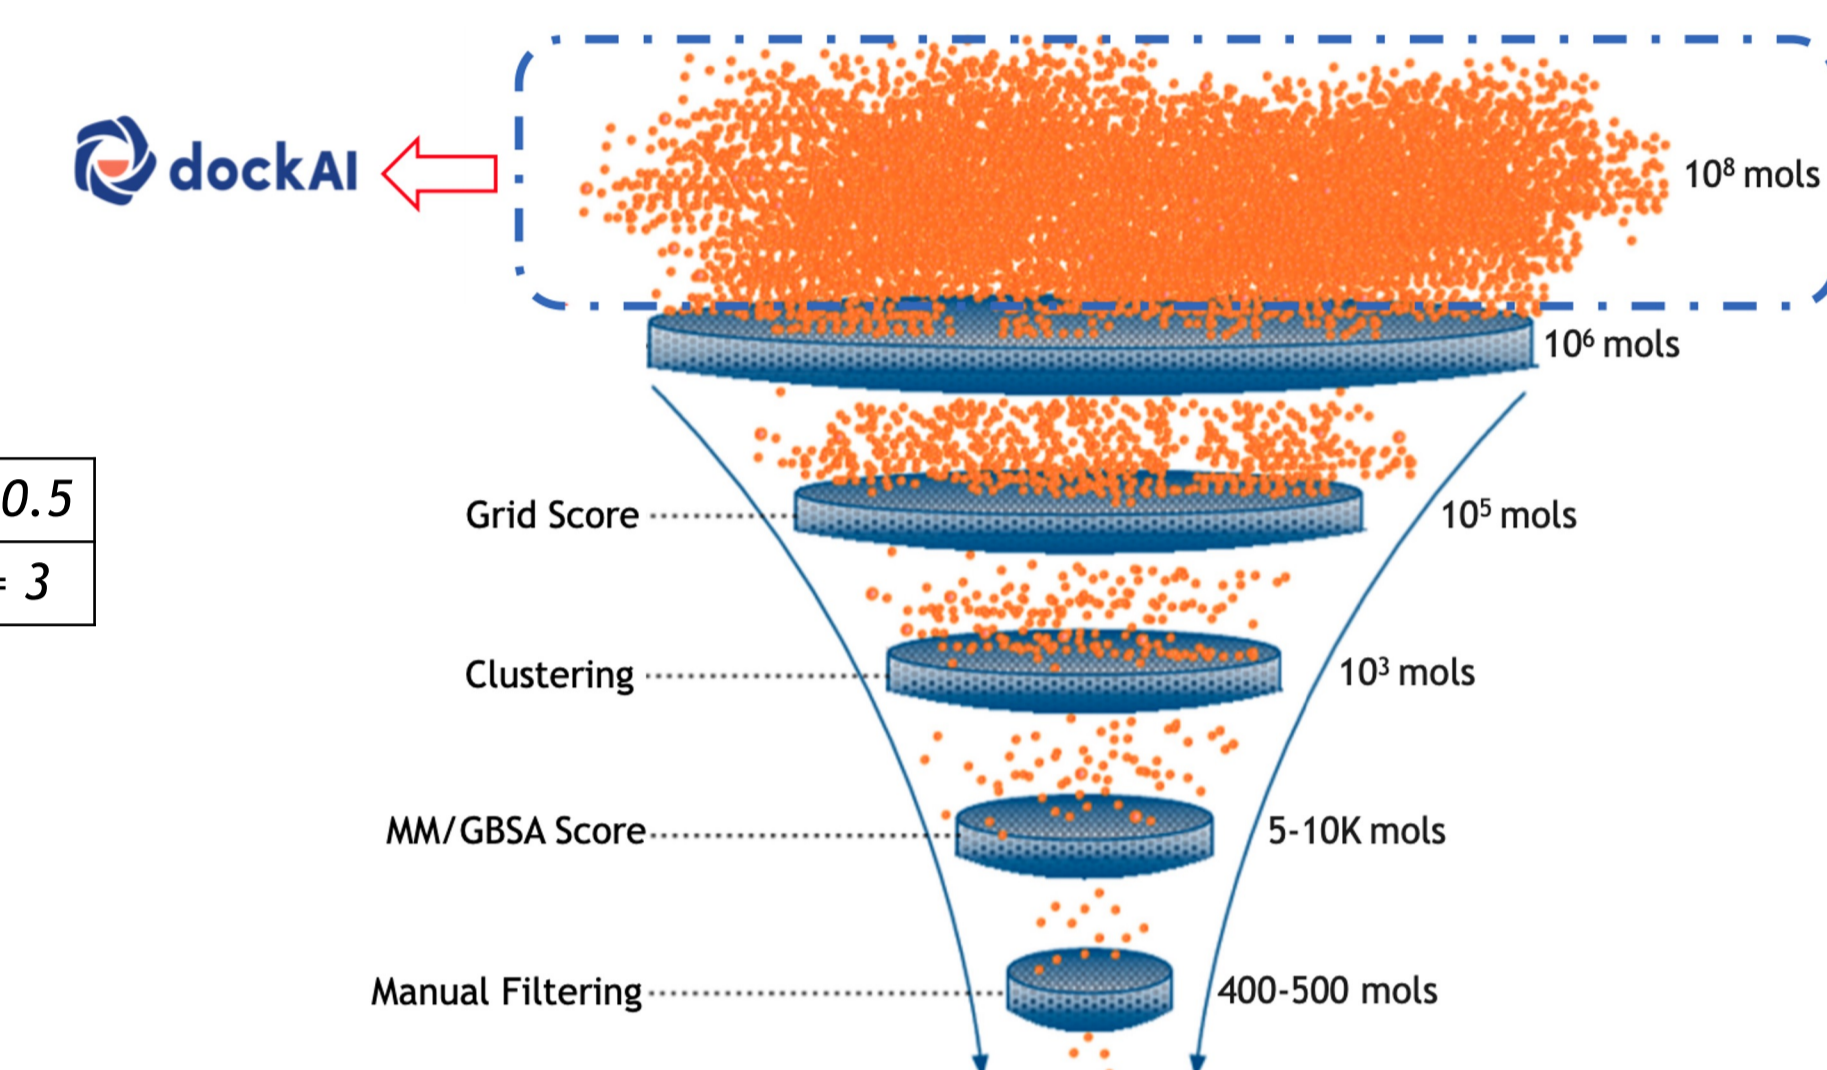 dockAI
10⁸ mols
10⁶ mols
0.5
= 3
Grid Score
10⁵ mols
Clustering
10³ mols
MM/GBSA Score
5-10K mols
Manual Filtering
400-500 mols